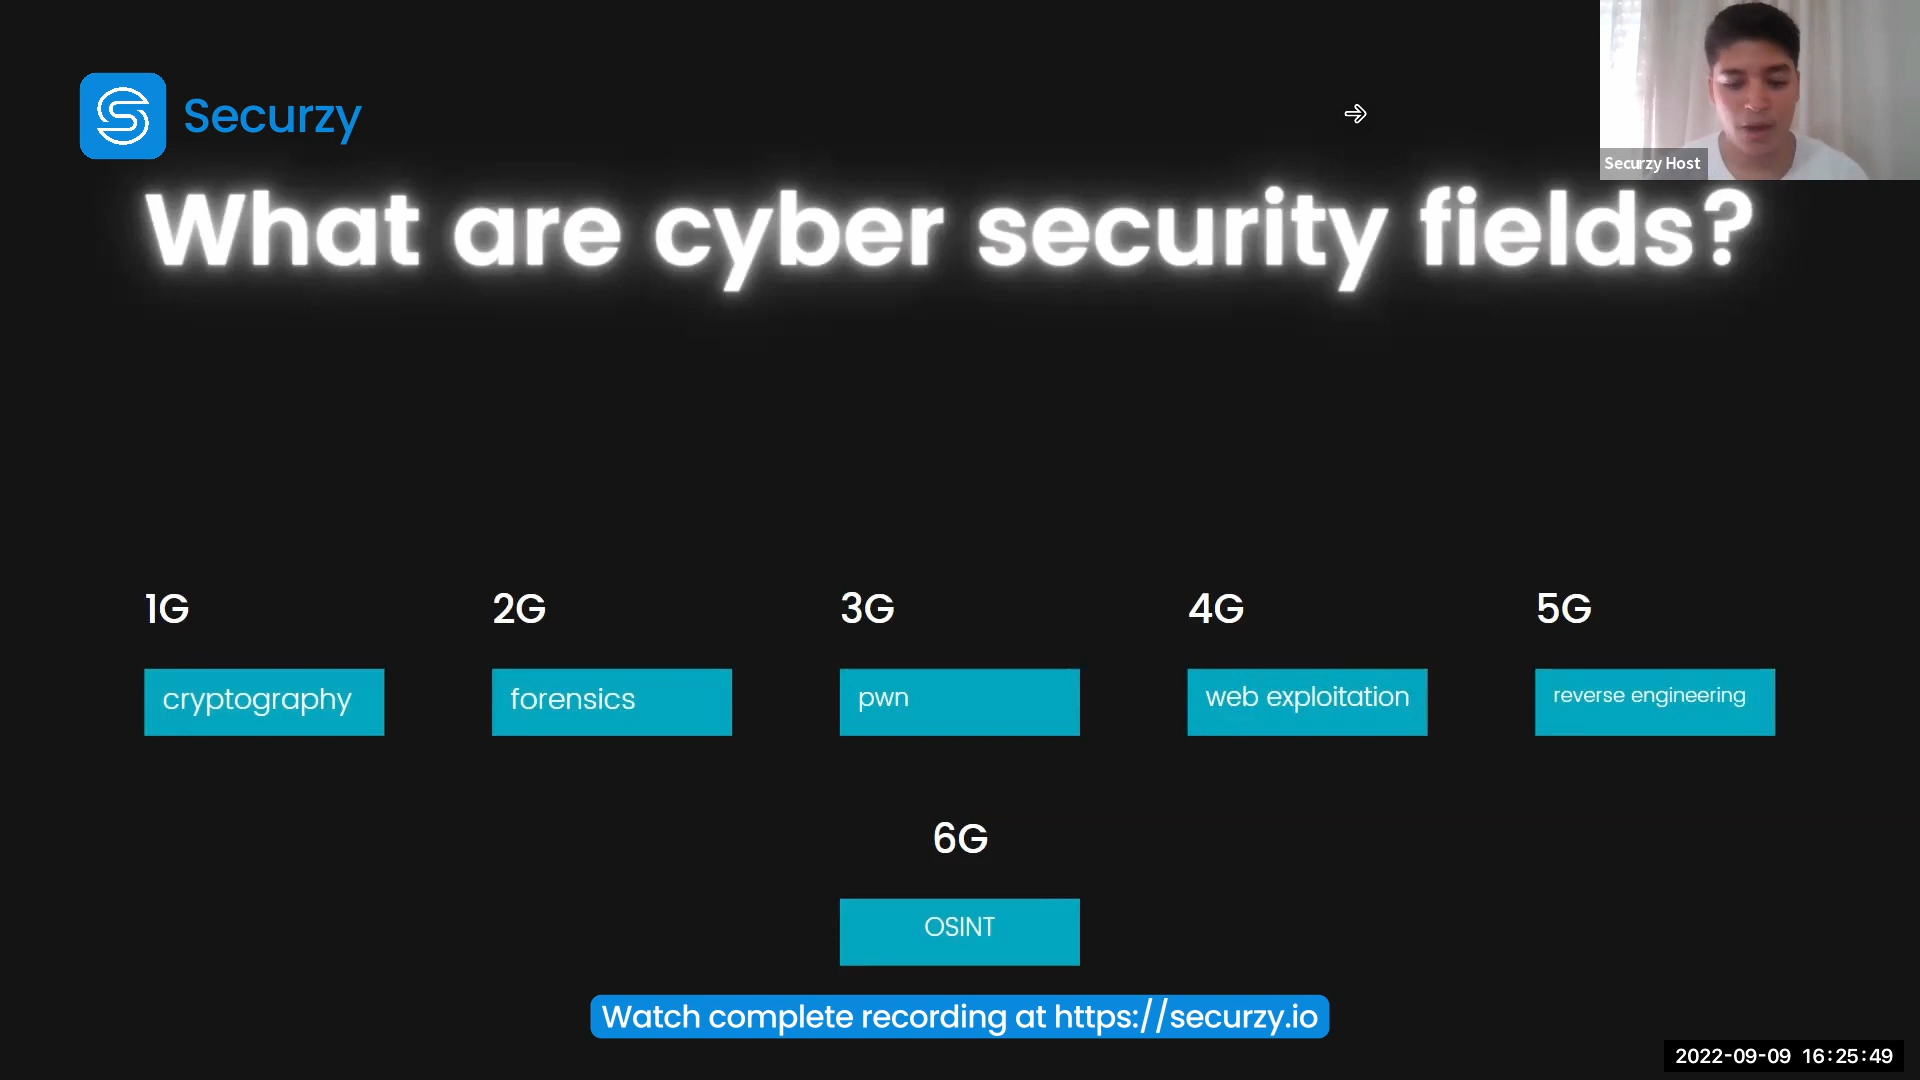 Securzy
Securzy Host
What are cyber security fields?
1G
2G
3G
4G
5G
cryptography
forensics
pwn
web exploitation
reverse engineering
6G
OSINT
Watch complete recording at https://securzy.io
2022-09-09 16:25:49